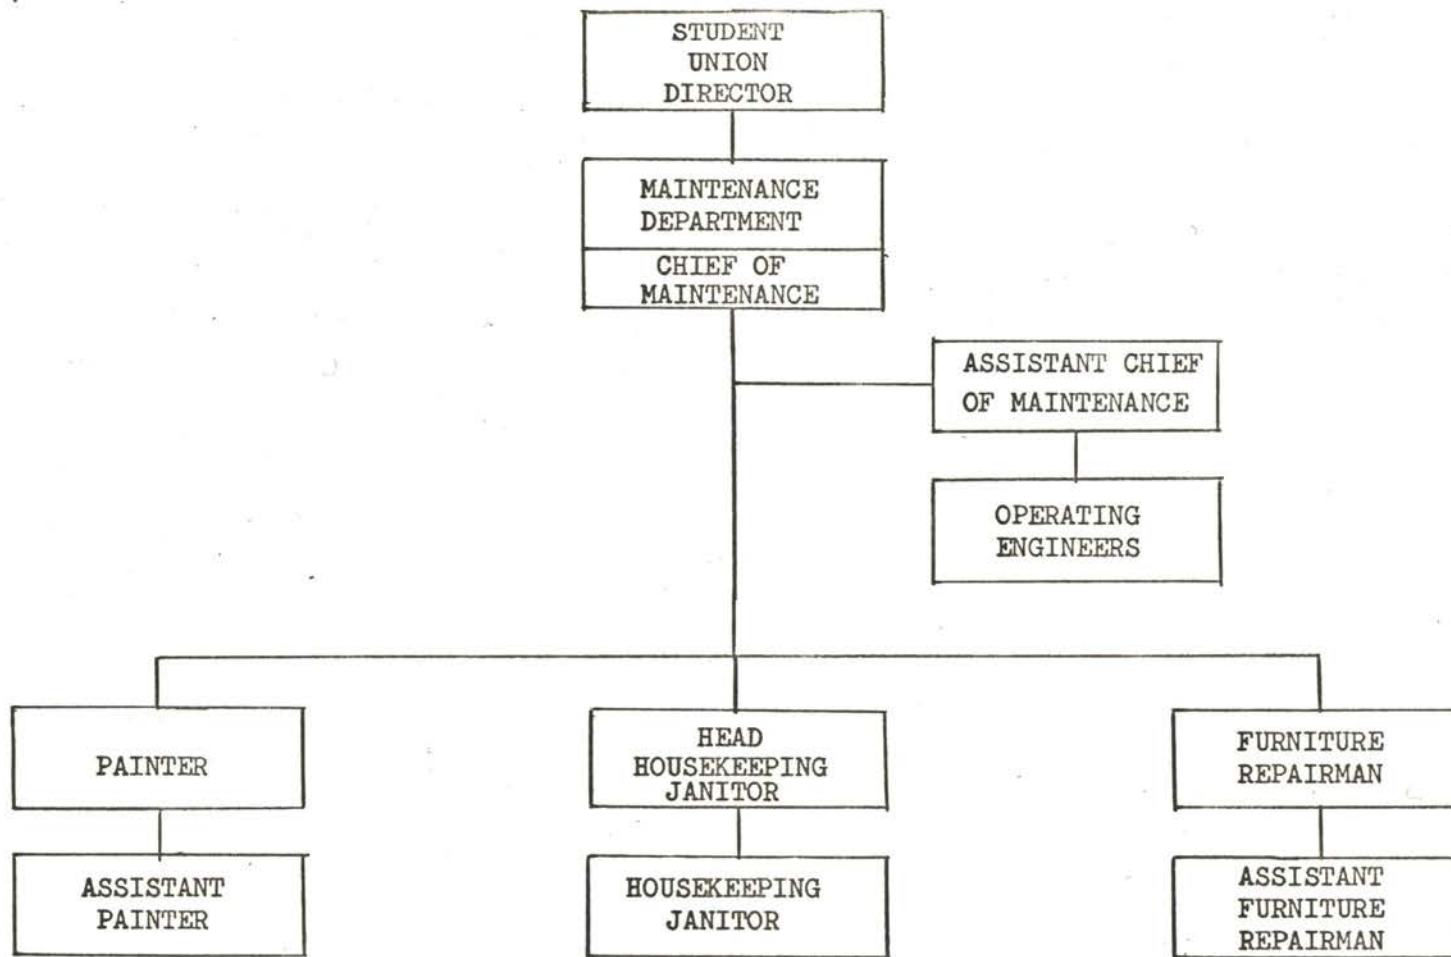 STUDENT
UNION
DIRECTOR
MAINTENANCE
DEPARTMENT
CHIEF OF
MAINTENANCE
ASSISTANT CHIEF
OF MAINTENANCE
OPERATING
ENGINEERS
PAINTER
HEAD
HOUSEKEEPING
JANITOR
FURNITURE
REPAIRMAN
ASSISTANT
PAINTER
HOUSEKEEPING
JANITOR
ASSISTANT
FURNITURE
REPAIRMAN